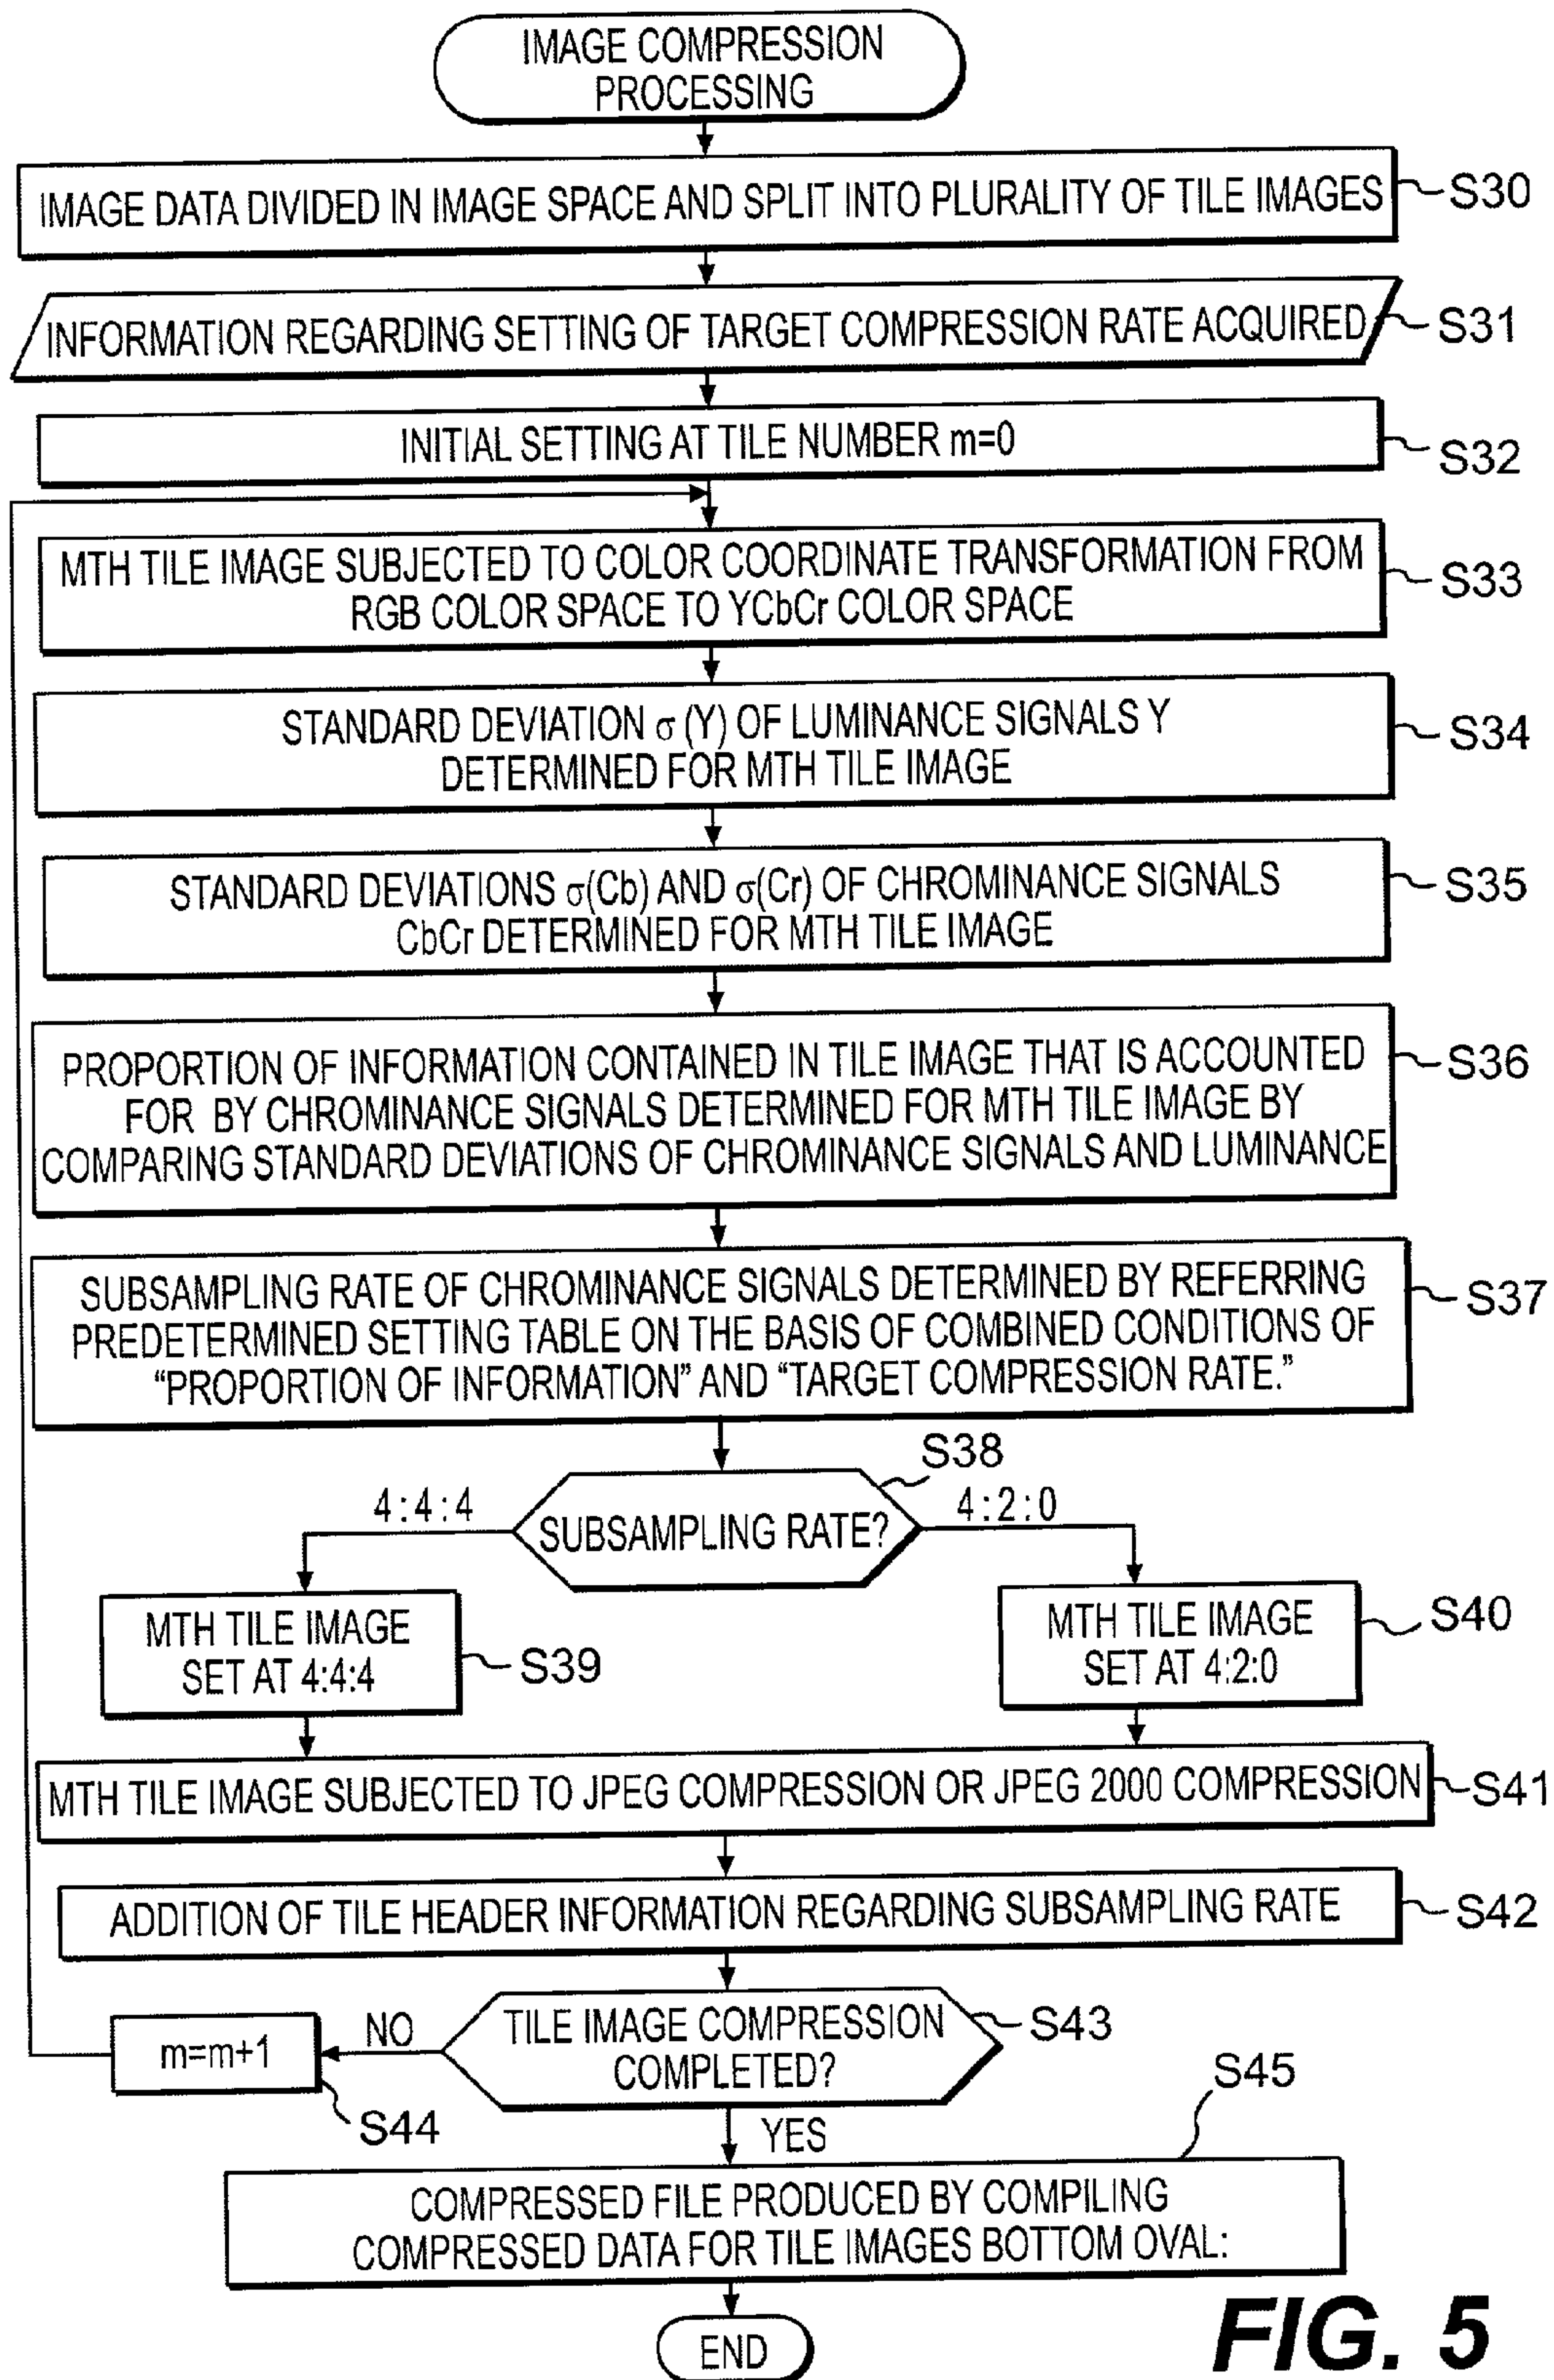 IMAGE COMPRESSION
PROCESSING
IMAGE DATA DIVIDED IN IMAGE SPACE AND SPLIT INTO PLURALITY OF TILE IMAGES
S30
INFORMATION REGARDING SETTING OF TARGET COMPRESSION RATE ACQUIRED
S31
INITIAL SETTING AT TILE NUMBER m=0
S32
MTH TILE IMAGE SUBJECTED TO COLOR COORDINATE TRANSFORMATION FROM
RGB COLOR SPACE TO YCbCr COLOR SPACE
S33
STANDARD DEVIATION σ (Y) OF LUMINANCE SIGNALS Y
DETERMINED FOR MTH TILE IMAGE
S34
STANDARD DEVIATIONS σ(Cb) AND σ(Cr) OF CHROMINANCE SIGNALS
CbCr DETERMINED FOR MTH TILE IMAGE
S35
PROPORTION OF INFORMATION CONTAINED IN TILE IMAGE THAT IS ACCOUNTED
FOR BY CHROMINANCE SIGNALS DETERMINED FOR MTH TILE IMAGE BY
COMPARING STANDARD DEVIATIONS OF CHROMINANCE SIGNALS AND LUMINANCE
S36
SUBSAMPLING RATE OF CHROMINANCE SIGNALS DETERMINED BY REFERRING
PREDETERMINED SETTING TABLE ON THE BASIS OF COMBINED CONDITIONS OF
“PROPORTION OF INFORMATION” AND “TARGET COMPRESSION RATE.”
S37
S38
4:4:4
SUBSAMPLING RATE?
4:2:0
MTH TILE IMAGE
SET AT 4:4:4
S39
MTH TILE IMAGE
SET AT 4:2:0
S40
MTH TILE IMAGE SUBJECTED TO JPEG COMPRESSION OR JPEG 2000 COMPRESSION
S41
ADDITION OF TILE HEADER INFORMATION REGARDING SUBSAMPLING RATE
S42
TILE IMAGE COMPRESSION
COMPLETED?
S43
NO
m=m+1
S44
YES
S45
COMPRESSED FILE PRODUCED BY COMPILING
COMPRESSED DATA FOR TILE IMAGES BOTTOM OVAL:
END
FIG. 5